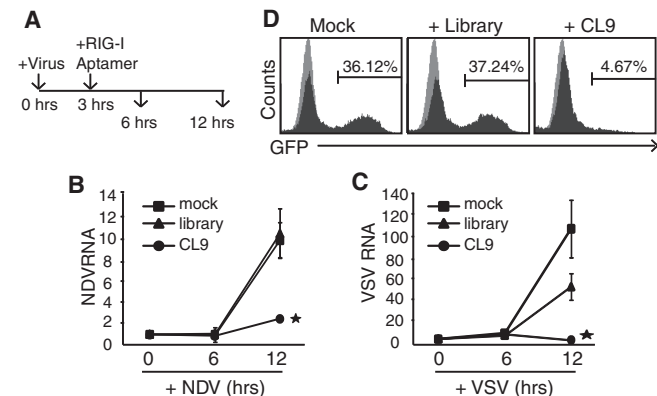 A
+Virus
+RIG-I
Aptamer
0 hrs
3 hrs
6 hrs
12 hrs
D
Mock
+ Library
+ CL9
Counts
36.12%
37.24%
4.67%
GFP
B
NDVRNA
14
12
10
8
6
4
2
0
mock
library
CL9
★
0
6
12
+ NDV (hrs)
C
VSV RNA
140
120
100
80
60
40
20
0
mock
library
CL9
★
0
6
12
+ VSV (hrs)